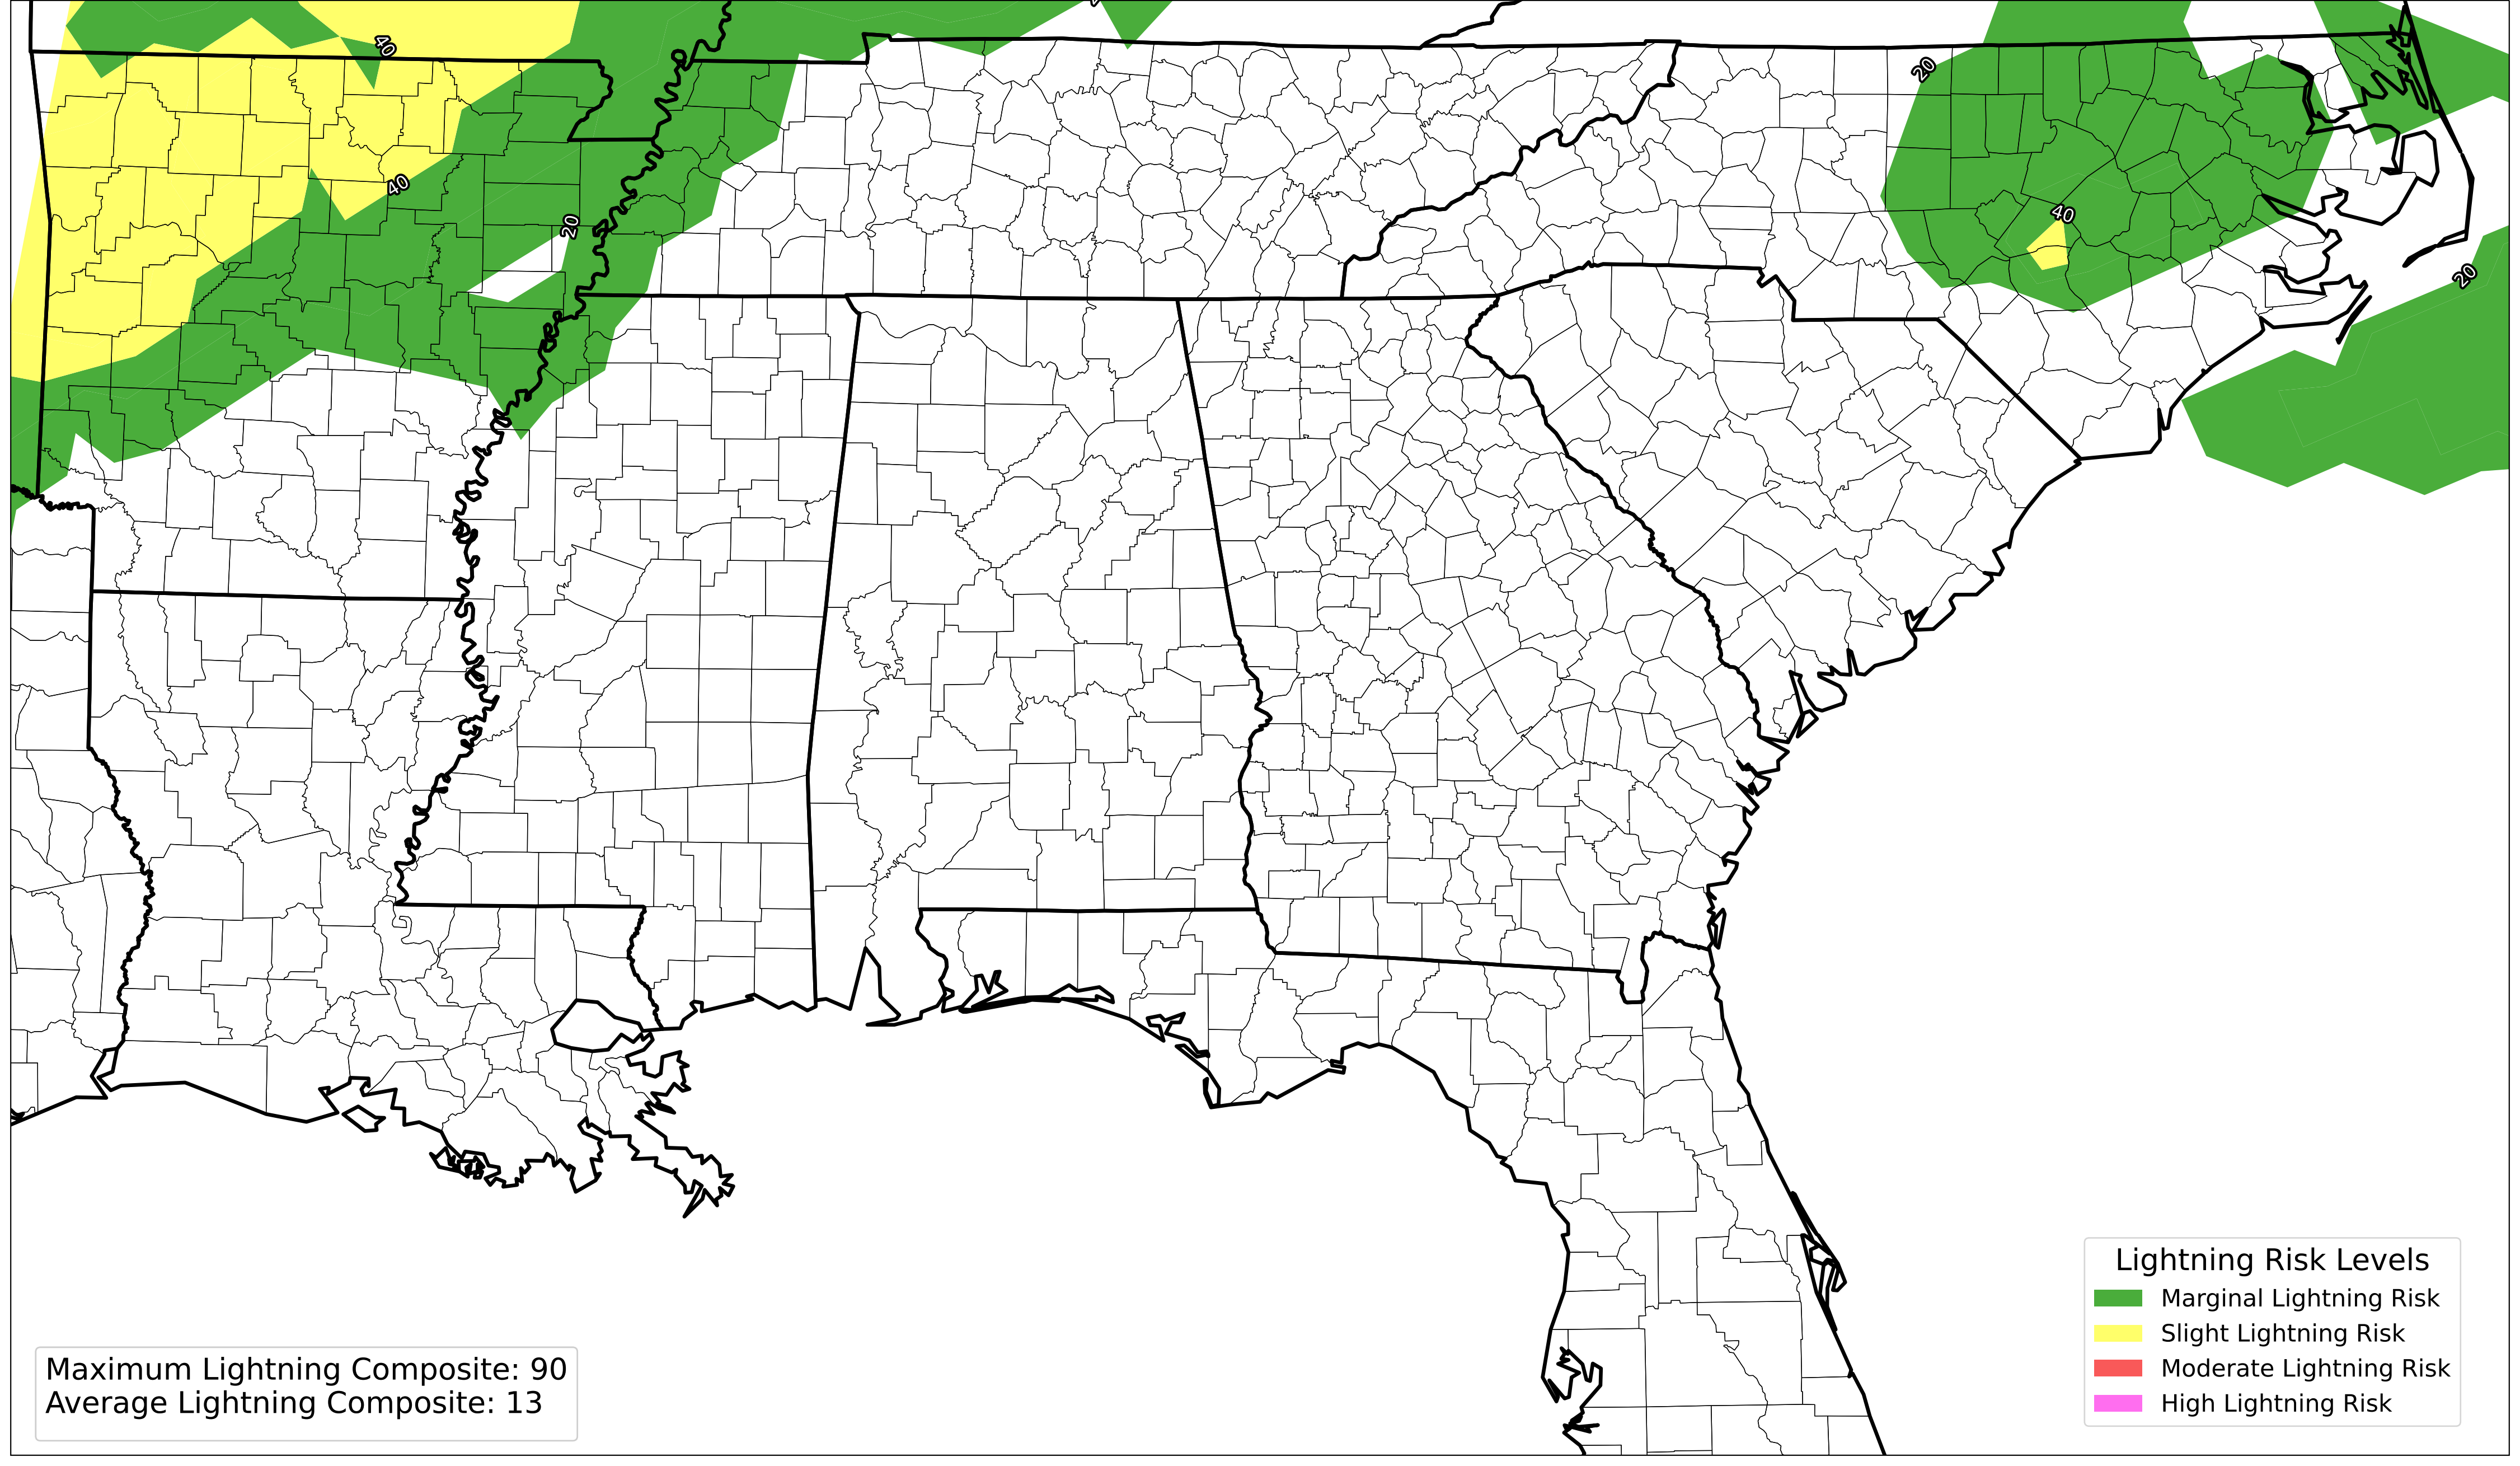 40
20
40
20
40
20
Lightning Risk Levels
Marginal Lightning Risk
Slight Lightning Risk
Moderate Lightning Risk
High Lightning Risk
Maximum Lightning Composite: 90
Average Lightning Composite: 13